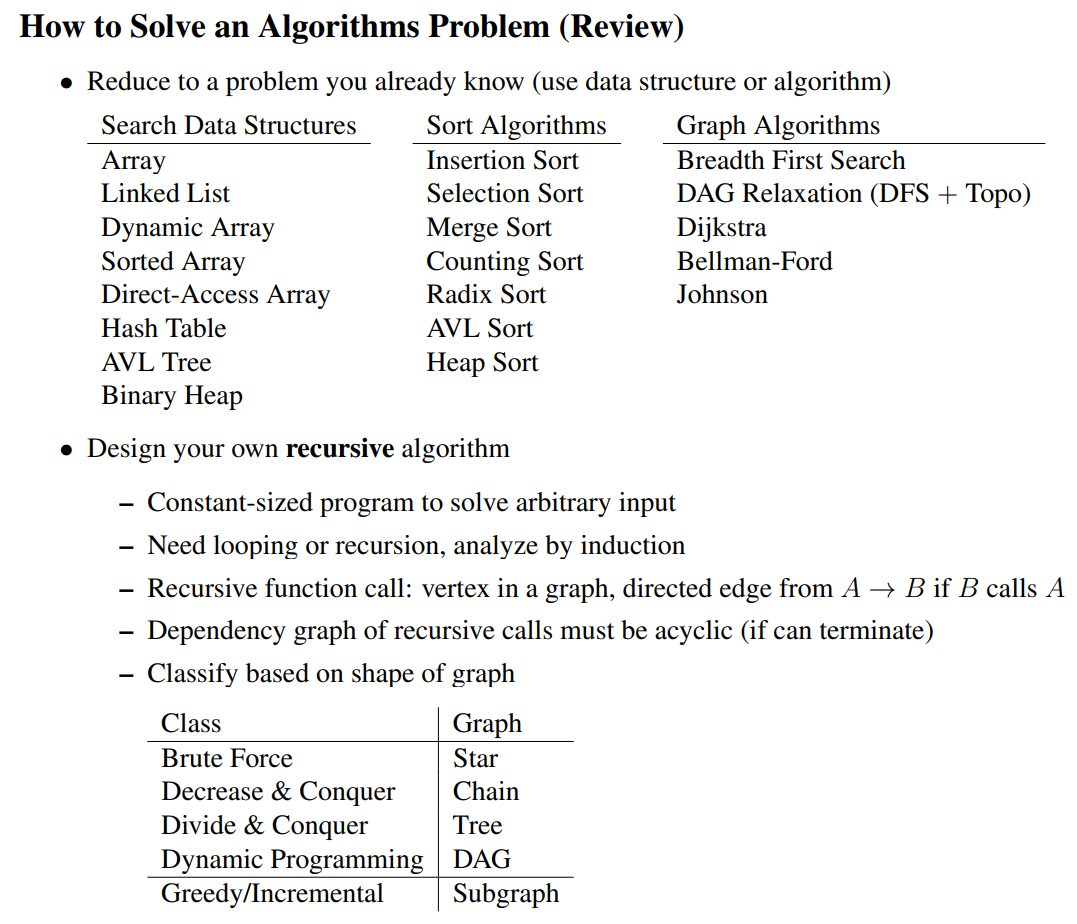 How to Solve an Algorithms Problem (Review)
• Reduce to a problem you already know (use data structure or algorithm)
Search Data Structures Sort Algorithms Graph Algorithms
Array Insertion Sort Breadth First Search
Linked List Selection Sort DAG Relaxation (DFS + Topo)
Dynamic Array Merge Sort Dijkstra
Sorted Array Counting Sort Bellman-Ford
Direct-Access Array Radix Sort Johnson
Hash Table AVL Sort
AVL Tree Heap Sort
Binary Heap
• Design your own recursive algorithm
– Constant-sized program to solve arbitrary input
– Need looping or recursion, analyze by induction
– Recursive function call: vertex in a graph, directed edge from A → B if B calls A
– Dependency graph of recursive calls must be acyclic (if can terminate)
– Classify based on shape of graph
Class Graph
Brute Force Star
Decrease & Conquer Chain
Divide & Conquer Tree
Dynamic Programming DAG
Greedy/Incremental Subgraph